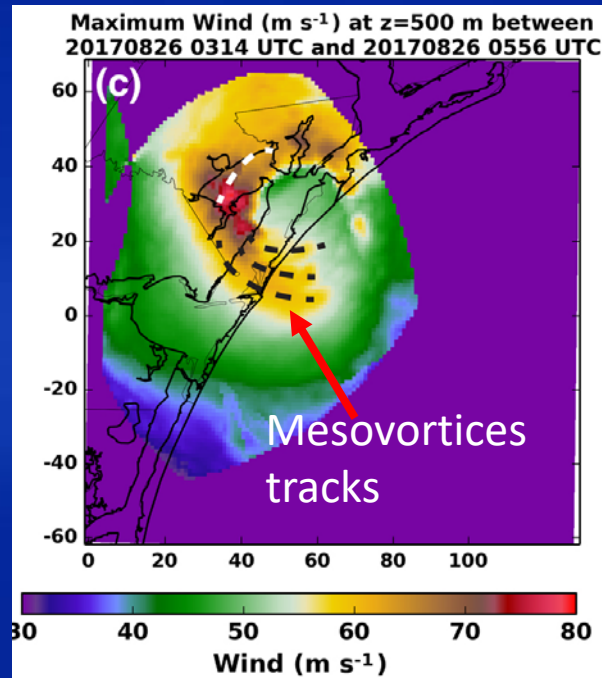 Maximum Wind (m s-1) at z=500 m between
20170826 0314 UTC and 20170826 0556 UTC
(c)
60
40
20
0
-20
-40
-60
Mesovortices
tracks
0 20 40 60 80 100
30 40 50 60 70 80
Wind (m s-1)